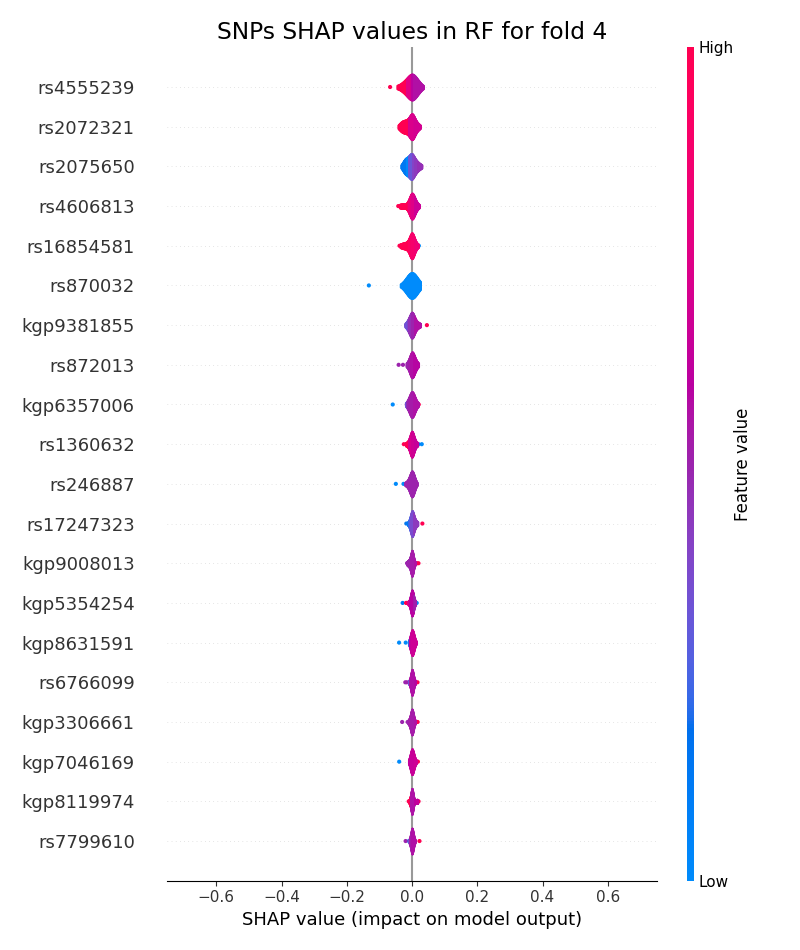 SNPs SHAP values in RF for fold 4
High
rs4555239
rs2072321
rs2075650
rs4606813
rs16854581
rs870032
kgp9381855
rs872013
kgp6357006
rs1360632
rs246887
rs17247323
kgp9008013
kgp5354254
kgp8631591
rs6766099
kgp3306661
kgp7046169
kgp8119974
rs7799610
Feature value
Low
−0.6 −0.4 −0.2 0.0 0.2 0.4 0.6
SHAP value (impact on model output)